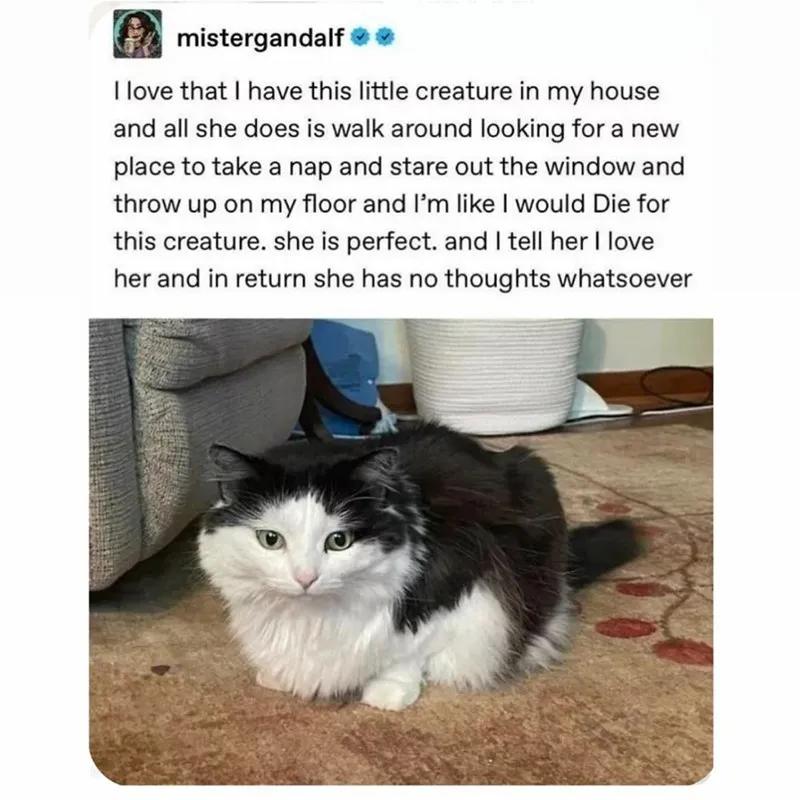 mistergandalf
I love that I have this little creature in my house
and all she does is walk around looking for a new
place to take a nap and stare out the window and
throw up on my floor and I’m like I would Die for
this creature. she is perfect. and I tell her I love
her and in return she has no thoughts whatsoever